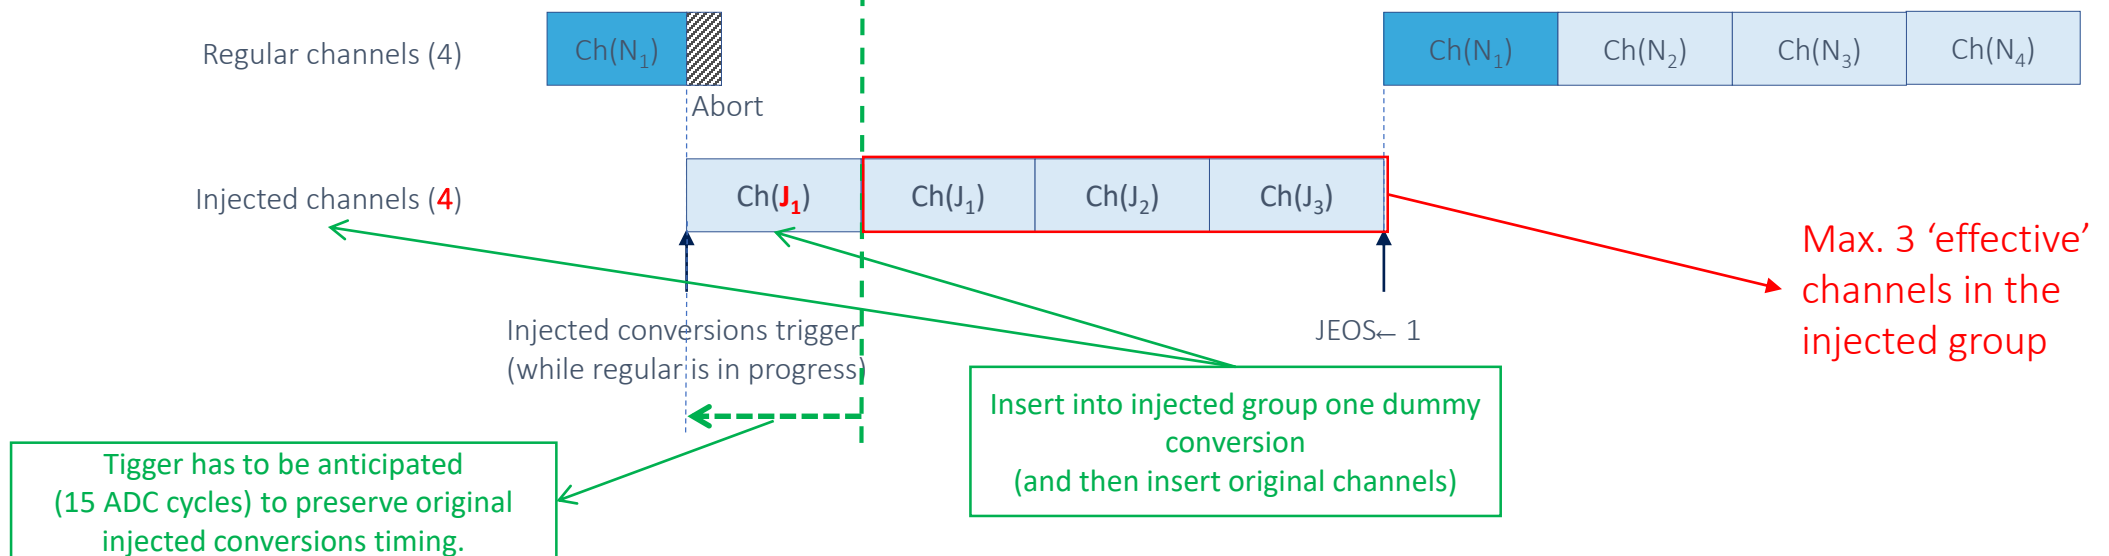 Regular channels (4)
Ch(N₁)
Ch(N₁)
Ch(N₂)
Ch(N₃)
Ch(N₄)
Abort
Injected channels (4)
Ch(J₁)
Ch(J₁)
Ch(J₂)
Ch(J₃)
Max. 3 ‘effective’
channels in the
injected group
Injected conversions trigger
(while regular is in progress)
JEOS← 1
Insert into injected group one dummy
conversion
(and then insert original channels)
Tigger has to be anticipated
(15 ADC cycles) to preserve original
injected conversions timing.